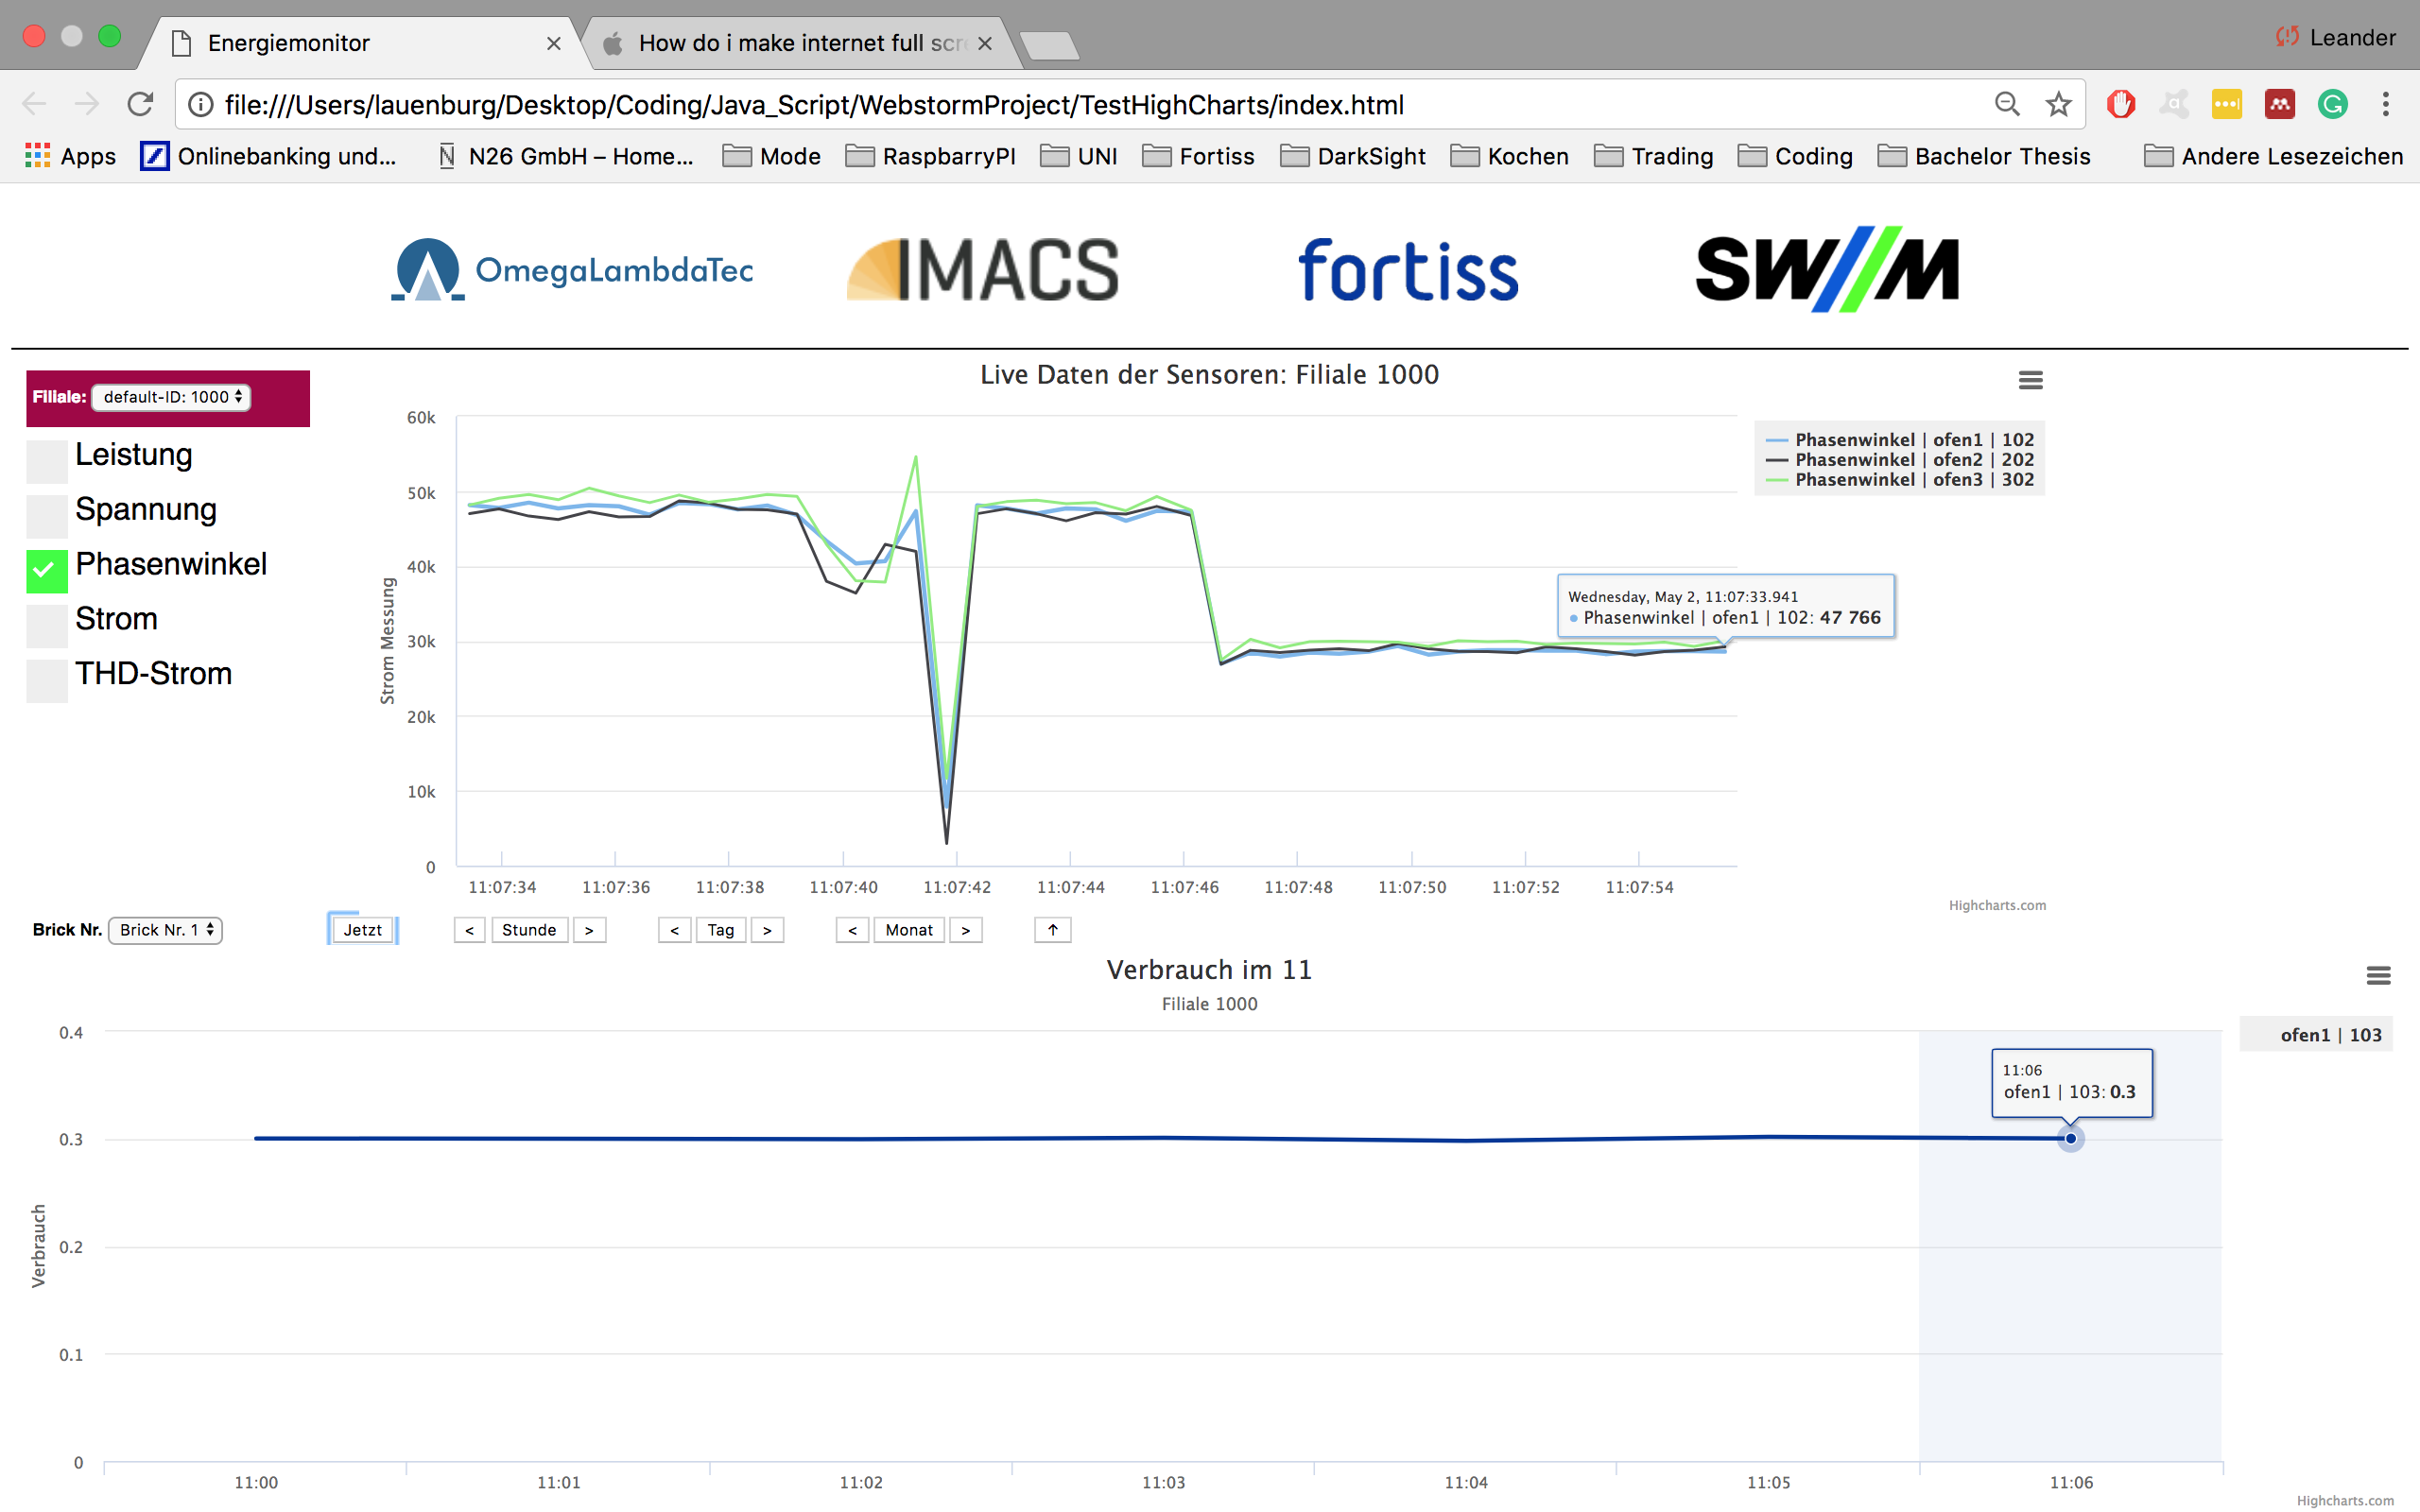 Energiemonitor
How do i make internet full scre
Leander
file:///Users/lauenburg/Desktop/Coding/Java_Script/WebstormProject/TestHighCharts/index.html
Apps Onlinebanking und... N26 GmbH – Home... Mode RaspbarryPI UNI Fortiss DarkSight Kochen Trading Coding Bachelor Thesis Andere Lesezeichen
OmegaLambdaTec IMACS fortiss SW//M
Filiale: default-ID: 1000
Leistung
Spannung
Phasenwinkel
Strom
THD-Strom
Live Daten der Sensoren: Filiale 1000
Strom Messung
60k
50k
40k
30k
20k
10k
0
11:07:34 11:07:36 11:07:38 11:07:40 11:07:42 11:07:44 11:07:46 11:07:48 11:07:50 11:07:52 11:07:54
Phasenwinkel | ofen1 | 102
Phasenwinkel | ofen2 | 202
Phasenwinkel | ofen3 | 302
Wednesday, May 2, 11:07:33.941
● Phasenwinkel | ofen1 | 102: 47 766
Highcharts.com
Brick Nr. Brick Nr. 1 Jetzt < Stunde > < Tag > < Monat > ↑
Verbrauch im 11
Filiale 1000
Verbrauch
0.4
0.3
0.2
0.1
0
11:00 11:01 11:02 11:03 11:04 11:05 11:06
ofen1 | 103
11:06
ofen1 | 103: 0.3
Highcharts.com